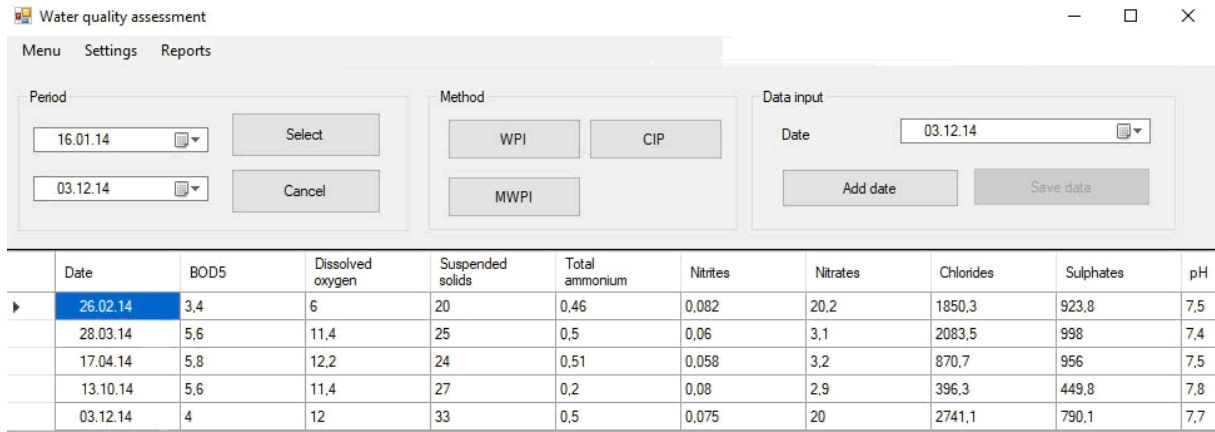 Water quality assessment
Menu Settings Reports
Period Method Data input
16.01.14 Select WPI CIP Date 03.12.14
03.12.14 Cancel MWPI Add date Save data
Date BOD5 Dissolved oxygen Suspended solids Total ammonium Nitrites Nitrates Chlorides Sulphates pH
26.02.14 3,4 6 20 0,46 0,082 20,2 1850,3 923,8 7,5
28.03.14 5,6 11,4 25 0,5 0,06 3,1 2083,5 998 7,4
17.04.14 5,8 12,2 24 0,51 0,058 3,2 870,7 956 7,5
13.10.14 5,6 11,4 27 0,2 0,08 2,9 396,3 449,8 7,8
03.12.14 4 12 33 0,5 0,075 20 2741,1 790,1 7,7